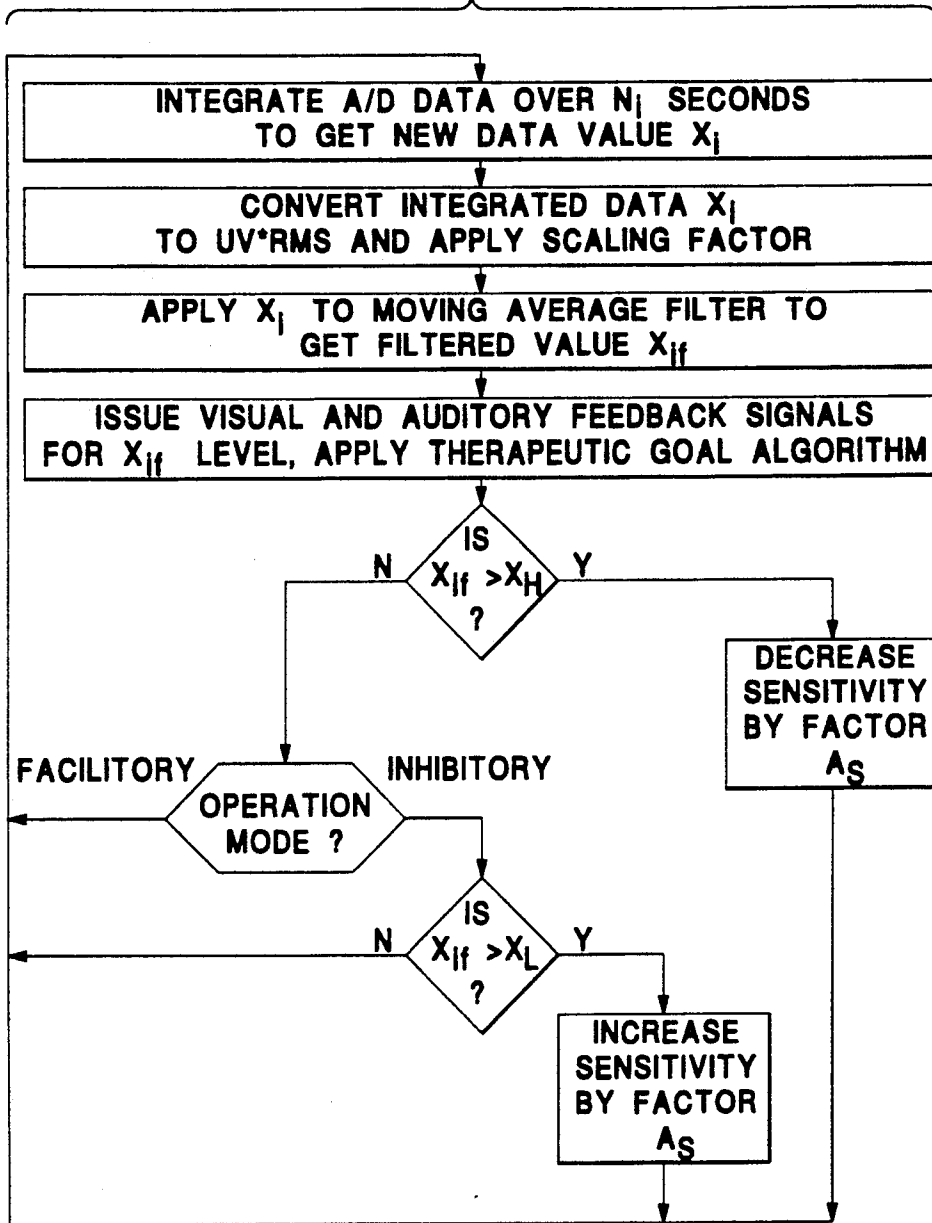 INTEGRATE A/D DATA OVER Ni SECONDS
TO GET NEW DATA VALUE Xi
CONVERT INTEGRATED DATA Xi
TO UV*RMS AND APPLY SCALING FACTOR
APPLY Xi TO MOVING AVERAGE FILTER TO
GET FILTERED VALUE Xif
ISSUE VISUAL AND AUDITORY FEEDBACK SIGNALS
FOR Xif LEVEL, APPLY THERAPEUTIC GOAL ALGORITHM
IS
N Xif >XH Y
?
DECREASE
SENSITIVITY
BY FACTOR
AS
FACILITORY INHIBITORY
OPERATION
MODE ?
IS
N Xif >XL Y
?
INCREASE
SENSITIVITY
BY FACTOR
AS